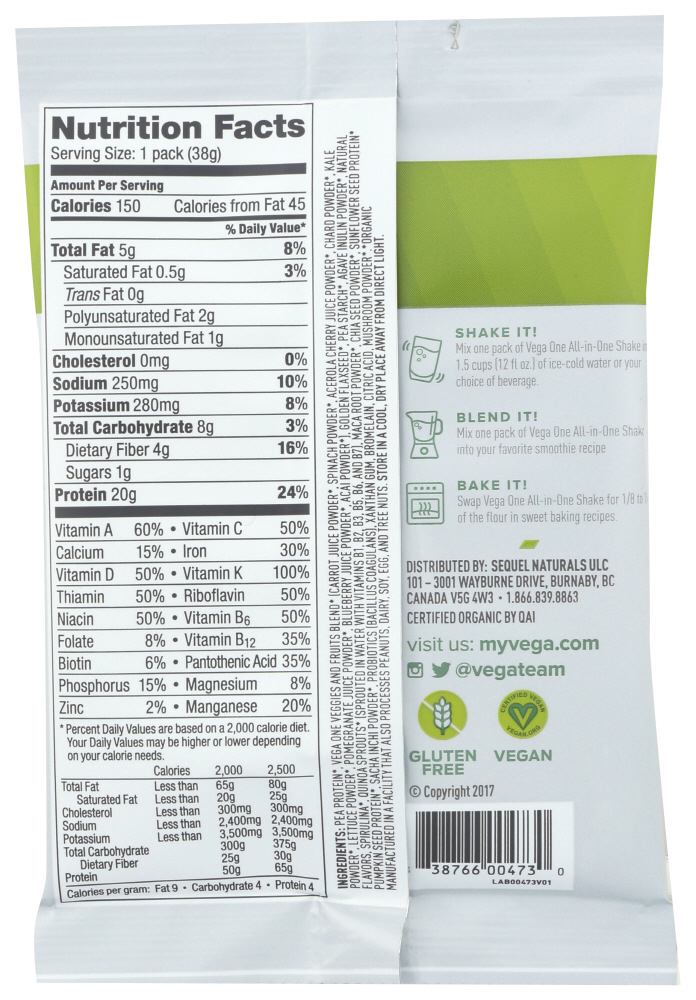 Nutrition Facts
Serving Size: 1 pack (38g)
Amount Per Serving
Calories 150 Calories from Fat 45
% Daily Value*
Total Fat 5g 8%
Saturated Fat 0.5g 3%
Trans Fat 0g
Polyunsaturated Fat 2g
Monounsaturated Fat 1g
Cholesterol 0mg 0%
Sodium 250mg 10%
Potassium 280mg 8%
Total Carbohydrate 8g 3%
Dietary Fiber 4g 16%
Sugars 1g
Protein 20g 24%
Vitamin A 60% • Vitamin C 50%
Calcium 15% • Iron 30%
Vitamin D 50% • Vitamin K 100%
Thiamin 50% • Riboflavin 50%
Niacin 50% • Vitamin B6 50%
Folate 8% • Vitamin B12 35%
Biotin 6% • Pantothenic Acid 35%
Phosphorus 15% • Magnesium 8%
Zinc 2% • Manganese 20%
*Percent Daily Values are based on a 2,000 calorie diet.
Your Daily Values may be higher or lower depending
on your calorie needs.
Calories 2,000 2,500
Total Fat Less than 65g 80g
Saturated Fat Less than 20g 25g
Cholesterol Less than 300mg 300mg
Sodium Less than 2,400mg 2,400mg
Potassium Less than 3,500mg 3,500mg
Total Carbohydrate 300g 375g
Dietary Fiber 25g 30g
Protein 50g 65g
Calories per gram: Fat 9 • Carbohydrate 4 • Protein 4
INGREDIENTS: PEA PROTEIN*, VEGA ONE VEGGIES AND FRUITS BLEND* (CARROT JUICE POWDER*, SPINACH POWDER*, ACEROLA CHERRY JUICE POWDER*, CHARD POWDER*, KALE
POWDER*, LETTUCE POWDER*, POMEGRANATE JUICE POWDER*, BLUEBERRY JUICE POWDER*, ACAI POWDER*), GOLDEN FLAXSEED*, PEA STARCH*, AGAVE INULIN POWDER*, NATURAL
FLAVORS, SPIRULINA*, QUINOA SPROUTS* (SPROUTED IN WATER WITH VITAMINS B1, B2, B3, B5, B6, AND B7), MACA ROOT POWDER*, CHIA SEED POWDER*, SUNFLOWER SEED PROTEIN*,
PUMPKIN SEED PROTEIN*, SACHA INCHI POWDER*, PROBIOTICS (BACILLUS COAGULANS), XANTHAN GUM, BROMELAIN, CITRIC ACID, MUSHROOM POWDER*. *ORGANIC
MANUFACTURED IN A FACILITY THAT ALSO PROCESSES PEANUTS, DAIRY, SOY, EGG, AND TREE NUTS. STORE IN A COOL, DRY PLACE AWAY FROM DIRECT LIGHT.
SHAKE IT!
Mix one pack of Vega One All-in-One Shake in
1.5 cups (12 fl oz.) of ice-cold water or your
choice of beverage.
BLEND IT!
Mix one pack of Vega One All-in-One Shake
into your favorite smoothie recipe
BAKE IT!
Swap Vega One All-in-One Shake for 1/8 to
of the flour in sweet baking recipes.
DISTRIBUTED BY: SEQUEL NATURALS ULC
101 – 3001 WAYBURNE DRIVE, BURNABY, BC
CANADA V5G 4W3 • 1.866.839.8863
CERTIFIED ORGANIC BY QAI
visit us: myvega.com
@vegateam
CERTIFIED VEGAN
VEGAN.ORG
GLUTEN FREE
VEGAN
© Copyright 2017
38766 00473 0
LAB00473V01